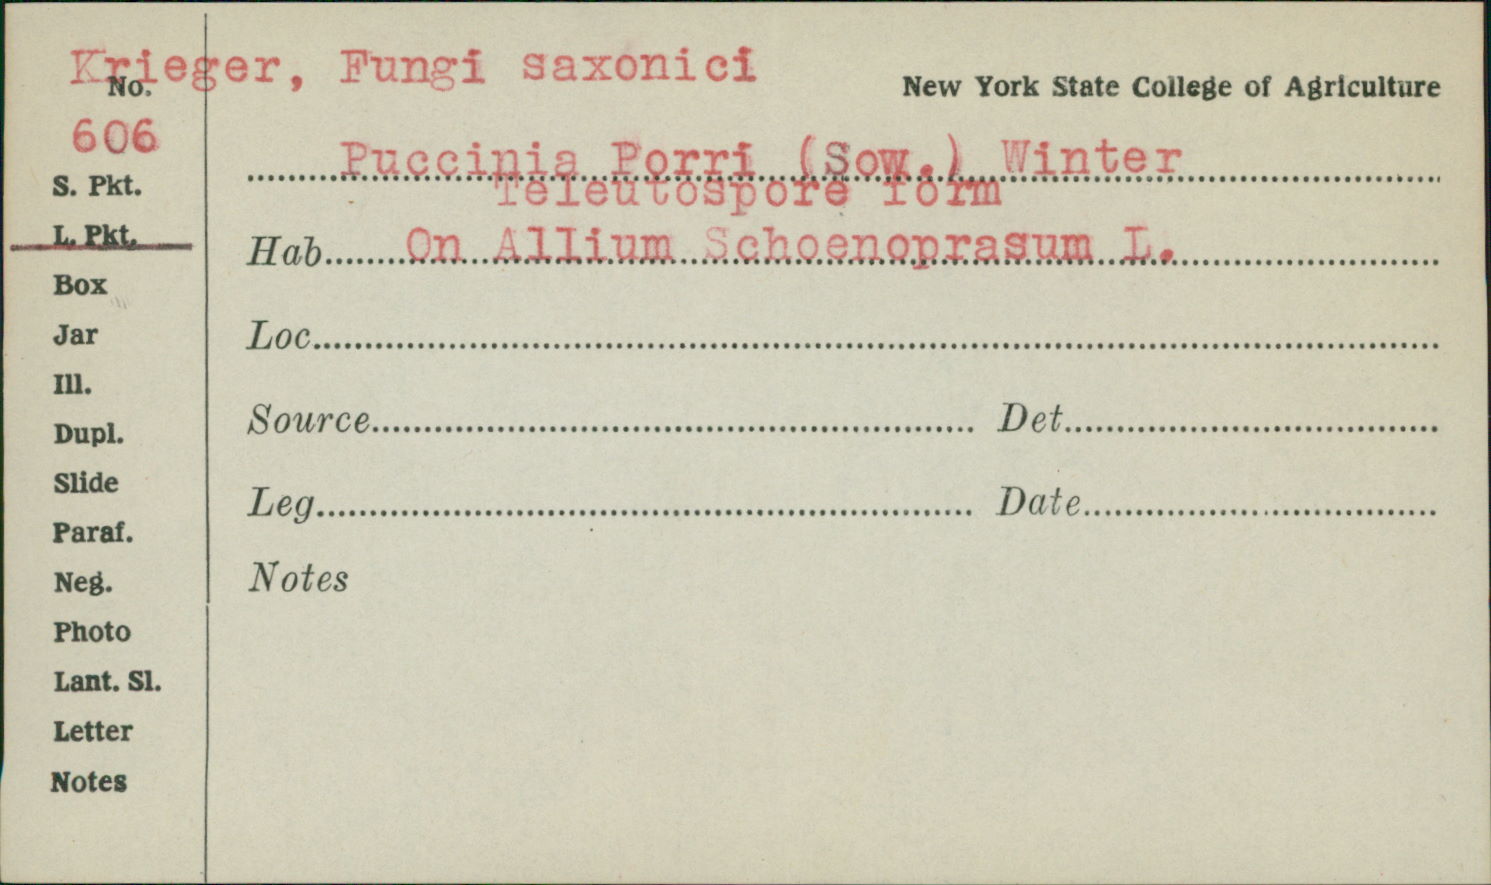 Krieger, Fungi saxonici
No.
New York State College of Agriculture
606
Puccinia Porri (Sow.) Winter
Teleutospore form
S. Pkt.
L. Pkt.
Hab. On Allium Schoenoprasum L.
Box
Jar
Loc.
Ill.
Dupl.
Source Det.
Slide
Leg. Date
Paraf.
Neg.
Notes
Photo
Lant. Sl.
Letter
Notes